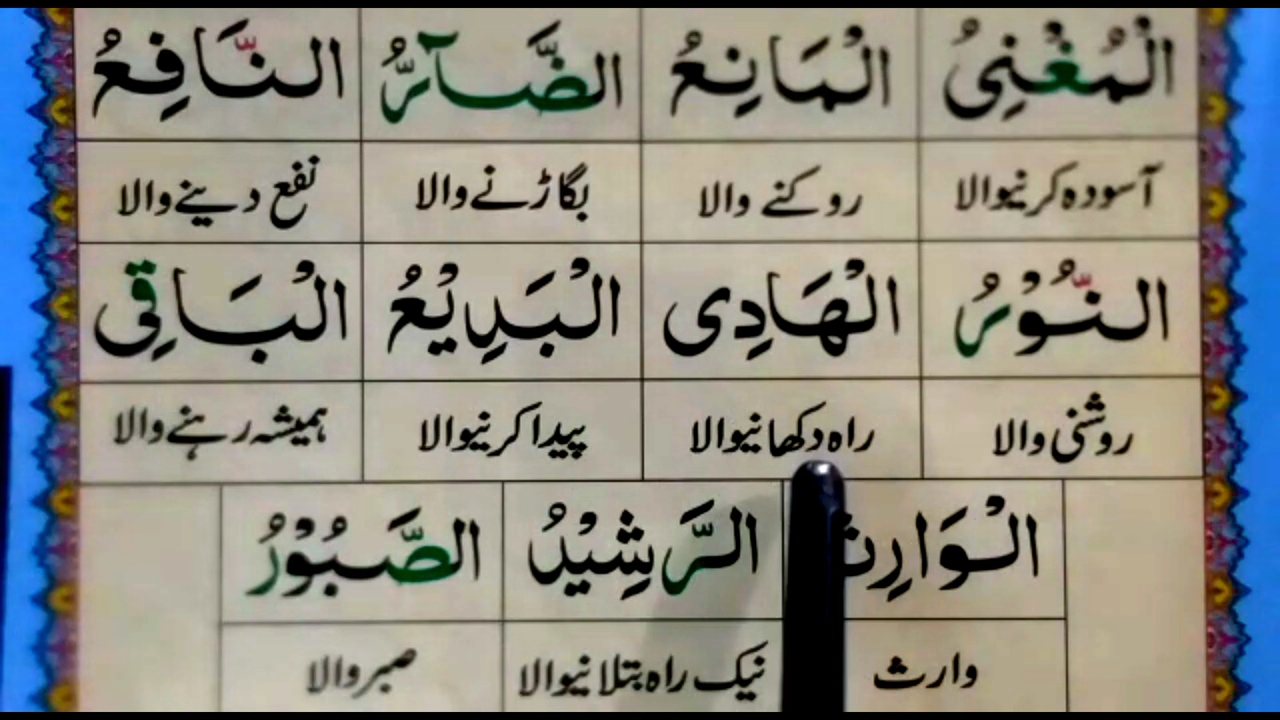 الْمُغْنِیُ الْمَانِعُ الضَّآرُّ النَّافِعُ
آسودہ کرنیوالا روکنے والا بگاڑنے والا نفع دینے والا
النُّوْرُ الْهَادِی الْبَدِیْعُ الْبَاقِی
روشنی والا راہ دکھانیوالا پیدا کرنیوالا ہمیشہ رہنے والا
الرَّشِیْدُ الصَّبُوْرُ
وارث نیک راہ بتلانیوالا صبر والا